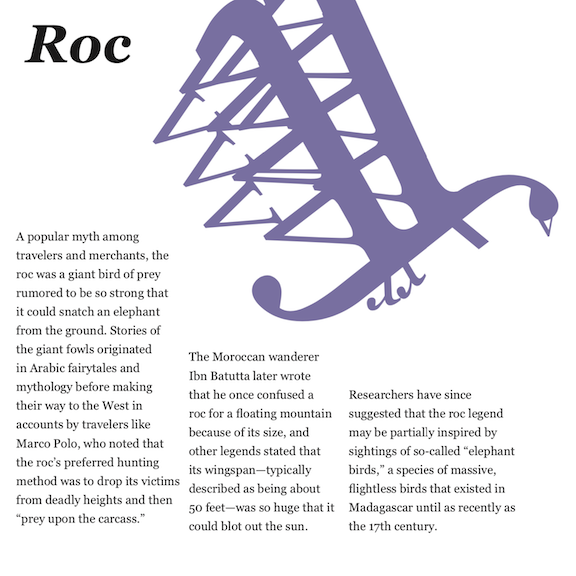 Roc
A popular myth among
travelers and merchants, the
roc was a giant bird of prey
rumored to be so strong that
it could snatch an elephant
from the ground. Stories of
the giant fowls originated
in Arabic fairytales and
mythology before making
their way to the West in
accounts by travelers like
Marco Polo, who noted that
the roc’s preferred hunting
method was to drop its victims
from deadly heights and then
“prey upon the carcass.”
The Moroccan wanderer
Ibn Batutta later wrote
that he once confused a
roc for a floating mountain
because of its size, and
other legends stated that
its wingspan—typically
described as being about
50 feet—was so huge that it
could blot out the sun.
Researchers have since
suggested that the roc legend
may be partially inspired by
sightings of so-called “elephant
birds,” a species of massive,
flightless birds that existed in
Madagascar until as recently as
the 17th century.